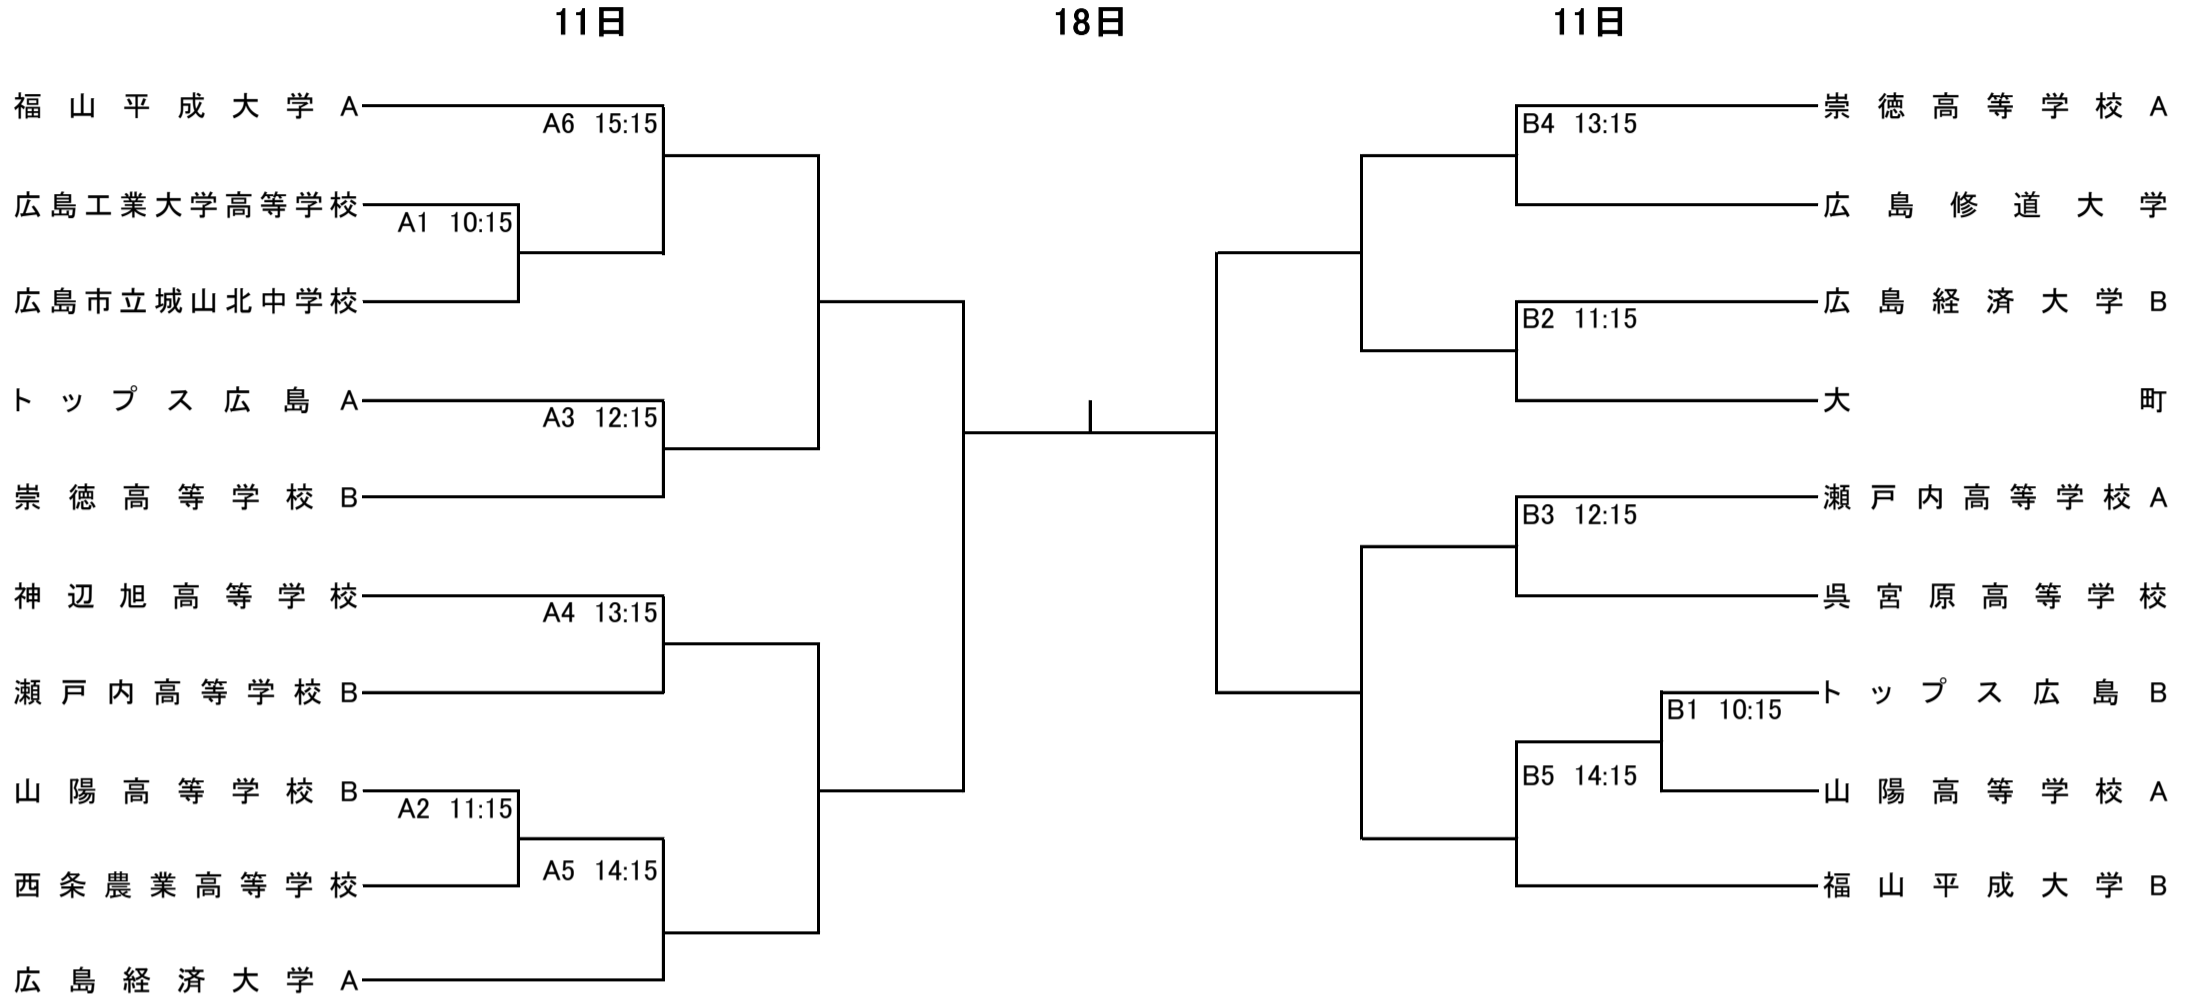 11日 18日 11日
福山平成大学A
A6 15:15
広島工業大学高等学校
A1 10:15
広島市立城山北中学校
トップス広島A
A3 12:15
崇徳高等学校B
神辺旭高等学校
A4 13:15
瀬戸内高等学校B
山陽高等学校B
A2 11:15
西条農業高等学校
A5 14:15
広島経済大学A
崇徳高等学校A
B4 13:15
広島修道大学
広島経済大学B
B2 11:15
大町
瀬戸内高等学校A
B3 12:15
呉宮原高等学校
トップス広島B
B1 10:15
山陽高等学校A
B5 14:15
福山平成大学B